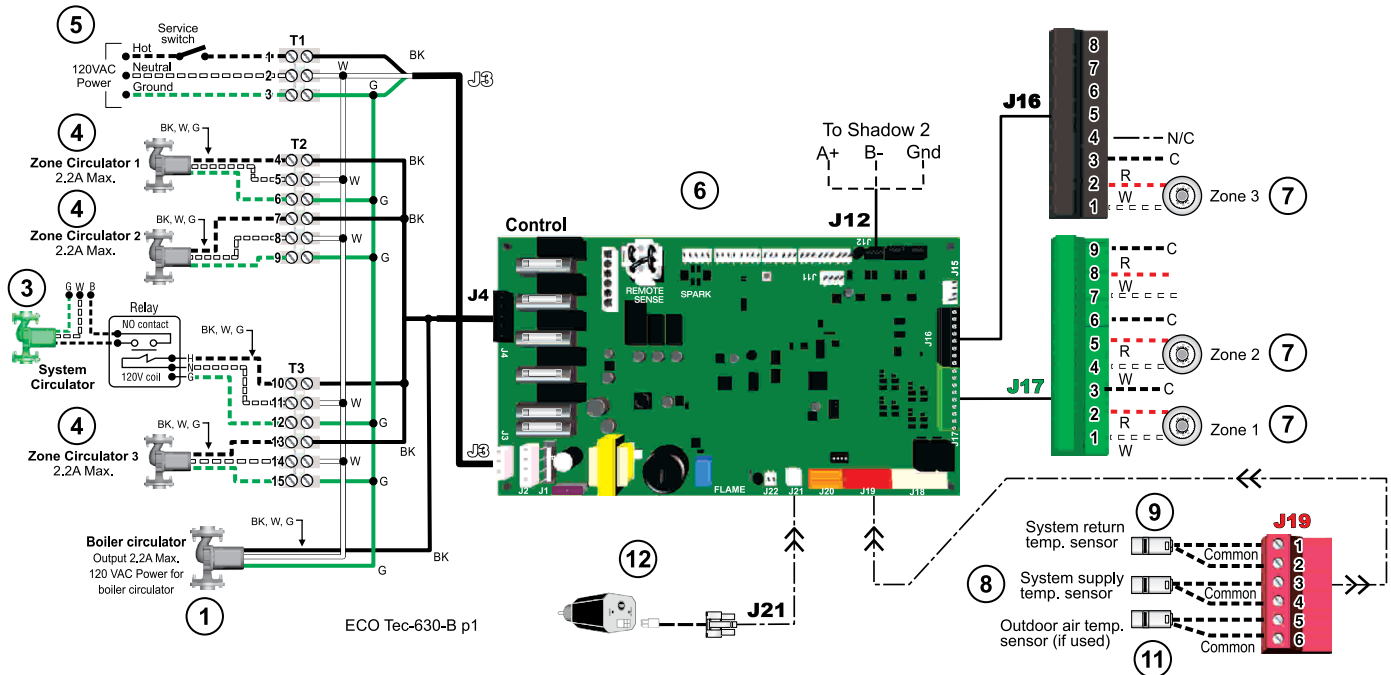 5
Service
switch
Hot
120VAC
Power
Neutral
Ground
T1
1
2
3
BK
W
G
J3
4
Zone Circulator 1
2.2A Max.
BK, W, G
T2
4
5
6
BK
W
G
4
Zone Circulator 2
2.2A Max.
BK, W, G
7
8
9
BK
W
G
3
G W B
System
Circulator
Relay
NO contact
120V coil
H
N
G
BK, W, G
T3
10
11
12
W
G
4
Zone Circulator 3
2.2A Max.
BK, W, G
13
14
15
BK
W
G
Boiler circulator
Output 2.2A Max.
120 VAC Power for
boiler circulator
1
BK, W, G
BK
G
ECO Tec-630-B p1
6
To Shadow 2
A+ B- Gnd
J12
Control
J4
J3
REMOTE
SENSE
SPARK
J12
J11
J15
J16
J17
J4
J3
J2
J1
FLAME
J22
J21
J20
J19
J18
12
J21
J16
8
7
6
5
4
3
2
1
N/C
C
R
W
Zone 3
7
J17
9
8
7
6
5
4
3
2
1
C
R
W
C
R
W
Zone 2
7
C
R
W
Zone 1
7
9
System return
temp. sensor
Common
8
System supply
temp. sensor
Common
Outdoor air temp.
sensor (if used)
Common
11
J19
1
2
3
4
5
6